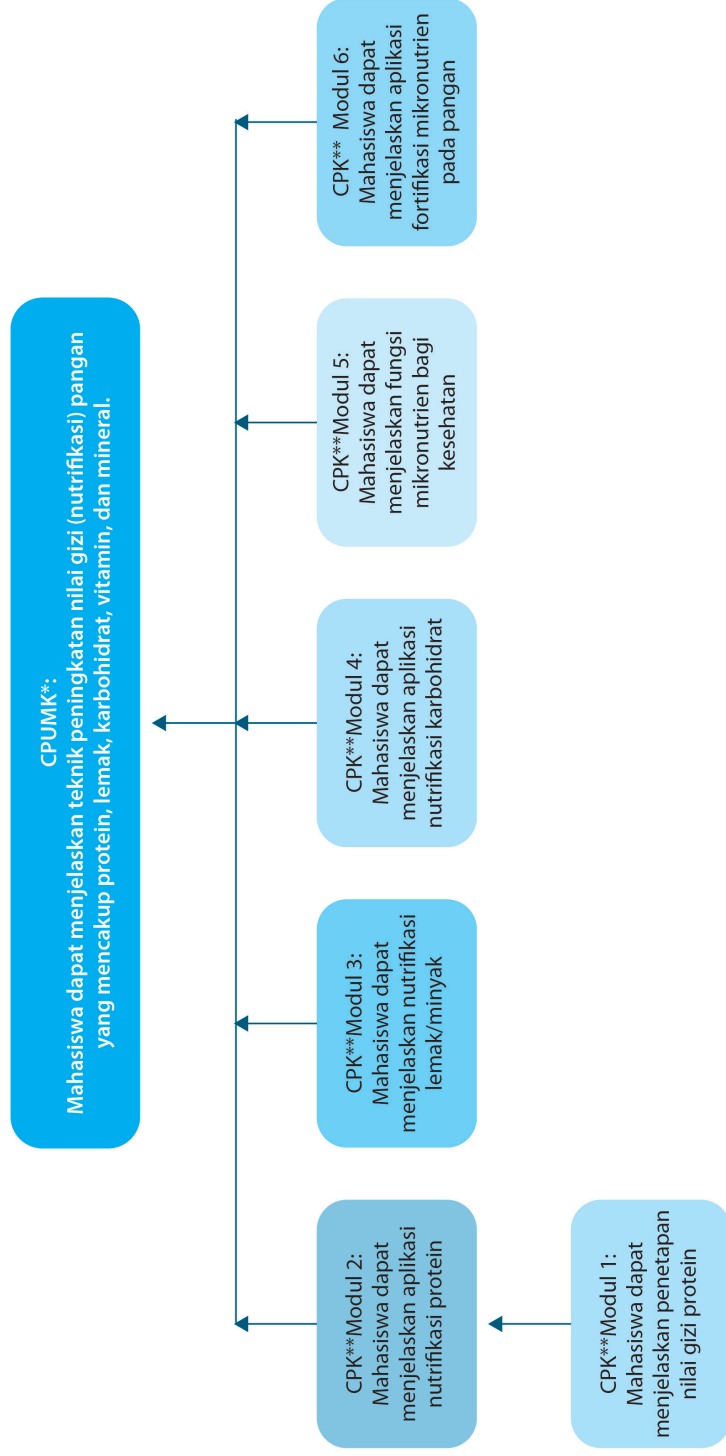 CPUMK*:
Mahasiswa dapat menjelaskan teknik peningkatan nilai gizi (nutrifikasi) pangan
yang mencakup protein, lemak, karbohidrat, vitamin, dan mineral.
CPK**Modul 2:
Mahasiswa dapat
menjelaskan aplikasi
nutrifikasi protein
CPK**Modul 3:
Mahasiswa dapat
menjelaskan nutrifikasi
lemak/minyak
CPK**Modul 4:
Mahasiswa dapat
menjelaskan aplikasi
nutrifikasi karbohidrat
CPK**Modul 5:
Mahasiswa dapat
menjelaskan fungsi
mikronutrien bagi
kesehatan
CPK** Modul 6:
Mahasiswa dapat
menjelaskan aplikasi
fortifikasi mikronutrien
pada pangan
CPK**Modul 1:
Mahasiswa dapat
menjelaskan penetapan
nilai gizi protein